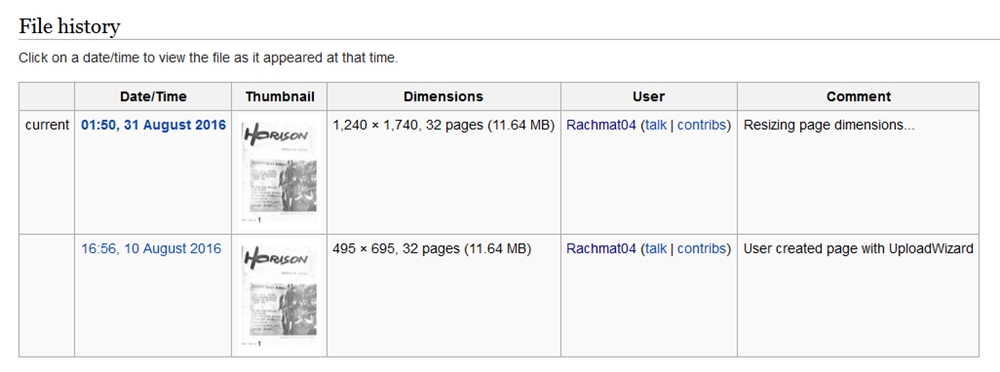 File history
Click on a date/time to view the file as it appeared at that time.
Date/Time Thumbnail Dimensions User Comment
current 01:50, 31 August 2016 1,240 × 1,740, 32 pages (11.64 MB) Rachmat04 (talk | contribs) Resizing page dimensions...
HORISON
1
16:56, 10 August 2016 495 × 695, 32 pages (11.64 MB) Rachmat04 (talk | contribs) User created page with UploadWizard
HORISON
1